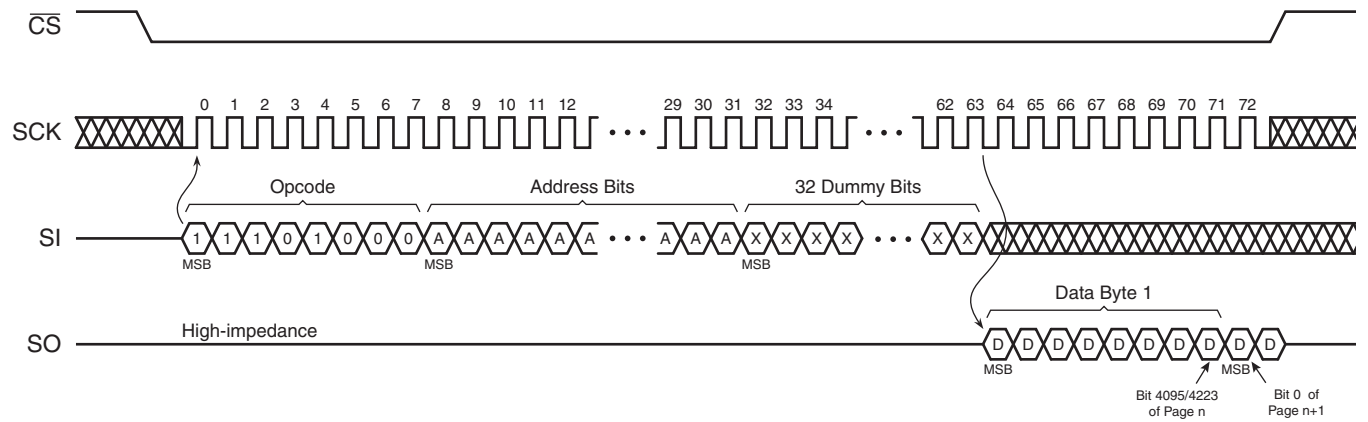 CS
0 1 2 3 4 5 6 7 8 9 10 11 12 29 30 31 32 33 34 62 63 64 65 66 67 68 69 70 71 72
SCK
Opcode Address Bits 32 Dummy Bits
SI 1 1 1 0 1 0 0 0 A A A A A A A A A X X X X X X
MSB MSB MSB
Data Byte 1
High-impedance
SO D D D D D D D D D D
MSB MSB
Bit 4095/4223 Bit 0 of
of Page n Page n+1